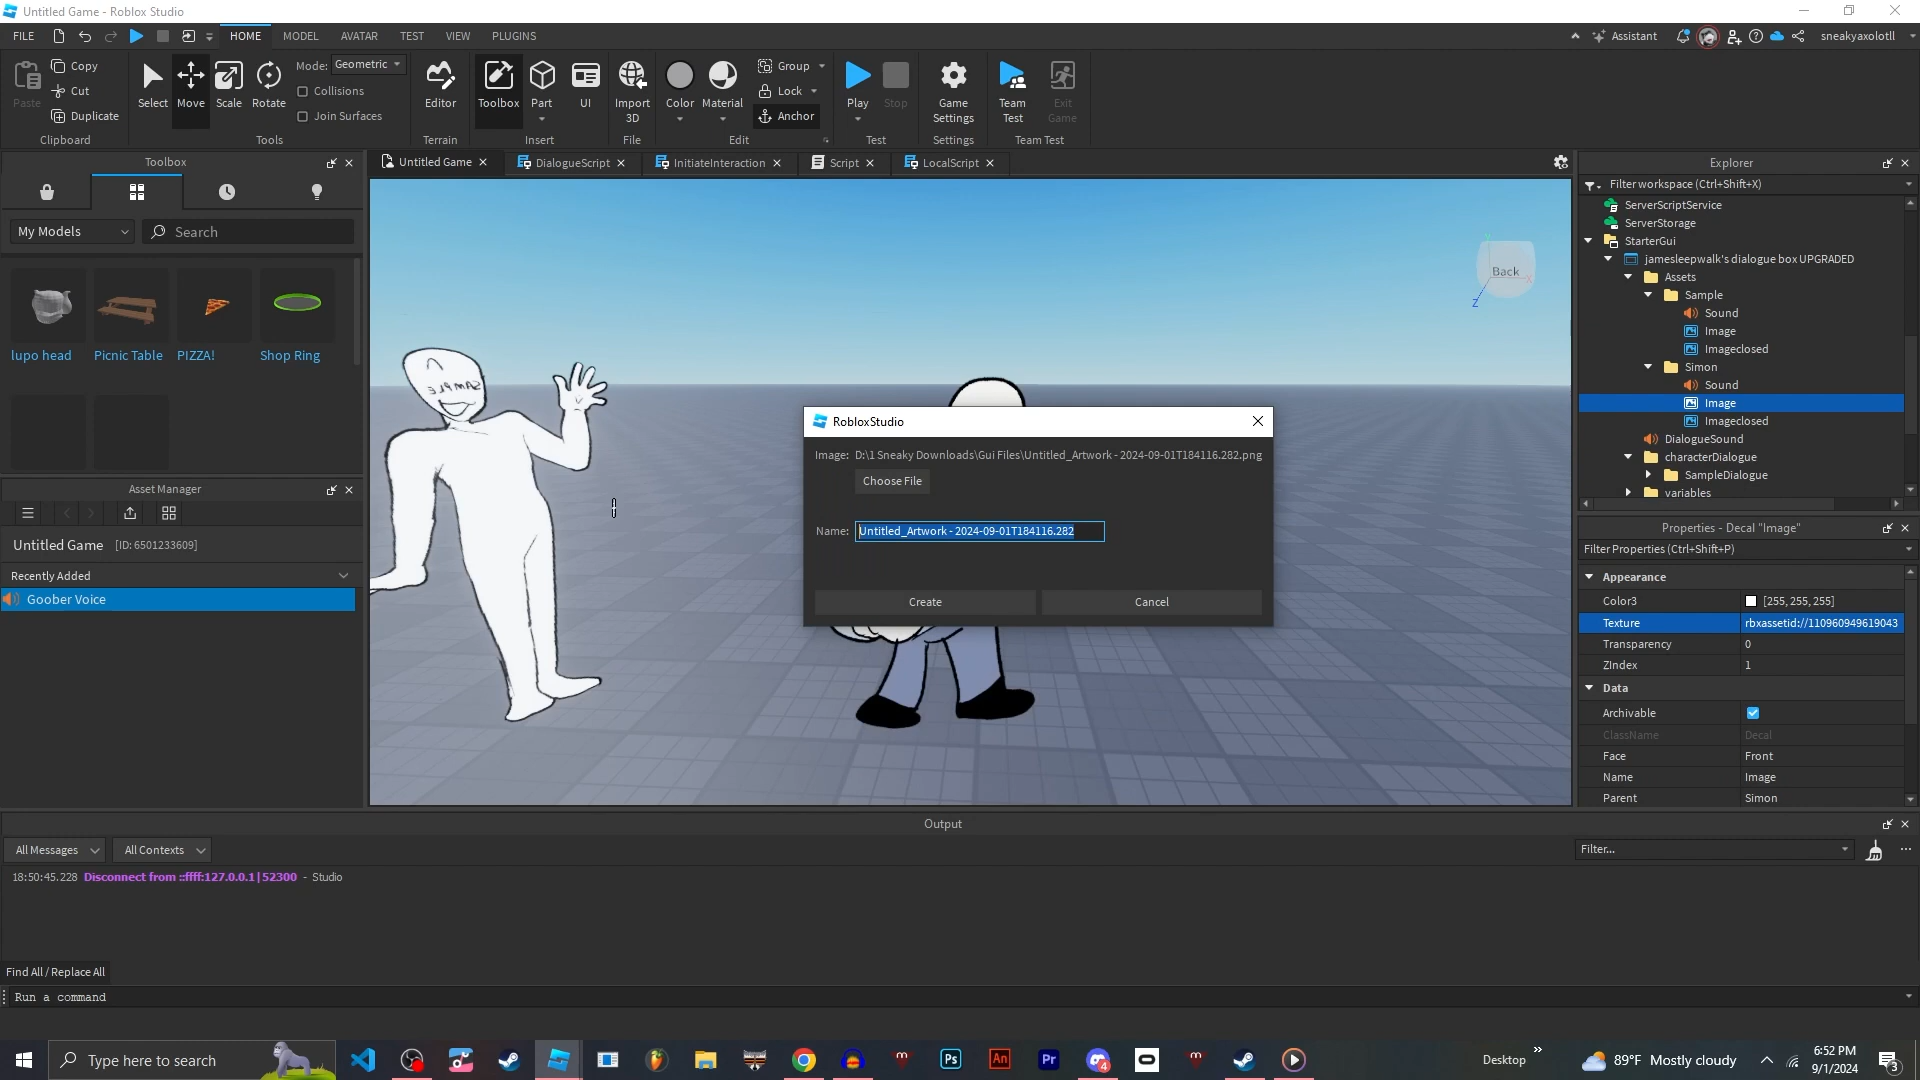 Untitled Game - Roblox Studio
FILE
HOME
MODEL
AVATAR
TEST
VIEW
PLUGINS
Assistant
sneakyaxolotll
Paste
Copy
Cut
Duplicate
Clipboard
Select
Move
Scale
Rotate
Mode: Geometric
Collisions
Join Surfaces
Tools
Editor
Terrain
Toolbox
Part
UI
Insert
Import 3D
File
Color
Material
Group
Lock
Anchor
Edit
Play
Stop
Test
Game Settings
Settings
Team Test
Exit Game
Team Test
Toolbox
My Models
Search
lupo head
Picnic Table
PIZZA!
Shop Ring
Asset Manager
Untitled Game [ID: 6501233609]
Recently Added
Goober Voice
Untitled Game
DialogueScript
InitiateInteraction
Script
LocalScript
Back
SAMPLE
RobloxStudio
Image: D:\1 Sneaky Downloads\Gui Files\Untitled_Artwork - 2024-09-01T184116.282.png
Choose File
Name: Untitled_Artwork - 2024-09-01T184116.282
Create
Cancel
Explorer
Filter workspace (Ctrl+Shift+X)
ServerScriptService
ServerStorage
StarterGui
jamesleepwalk's dialogue box UPGRADED
Assets
Sample
Sound
Image
Imageclosed
Simon
Sound
Image
Imageclosed
DialogueSound
characterDialogue
SampleDialogue
variables
Properties - Decal "Image"
Filter Properties (Ctrl+Shift+P)
Appearance
Color3 [255, 255, 255]
Texture rbxassetid://110960949619043
Transparency 0
ZIndex 1
Data
Archivable
ClassName Decal
Face Front
Name Image
Parent Simon
Output
All Messages
All Contexts
Filter...
18:50:45.228 Disconnect from ::ffff:127.0.0.1|52300 - Studio
Find All / Replace All
Run a command
Type here to search
Ps
An
Pr
4
Desktop
89°F Mostly cloudy
6:52 PM
9/1/2024
3